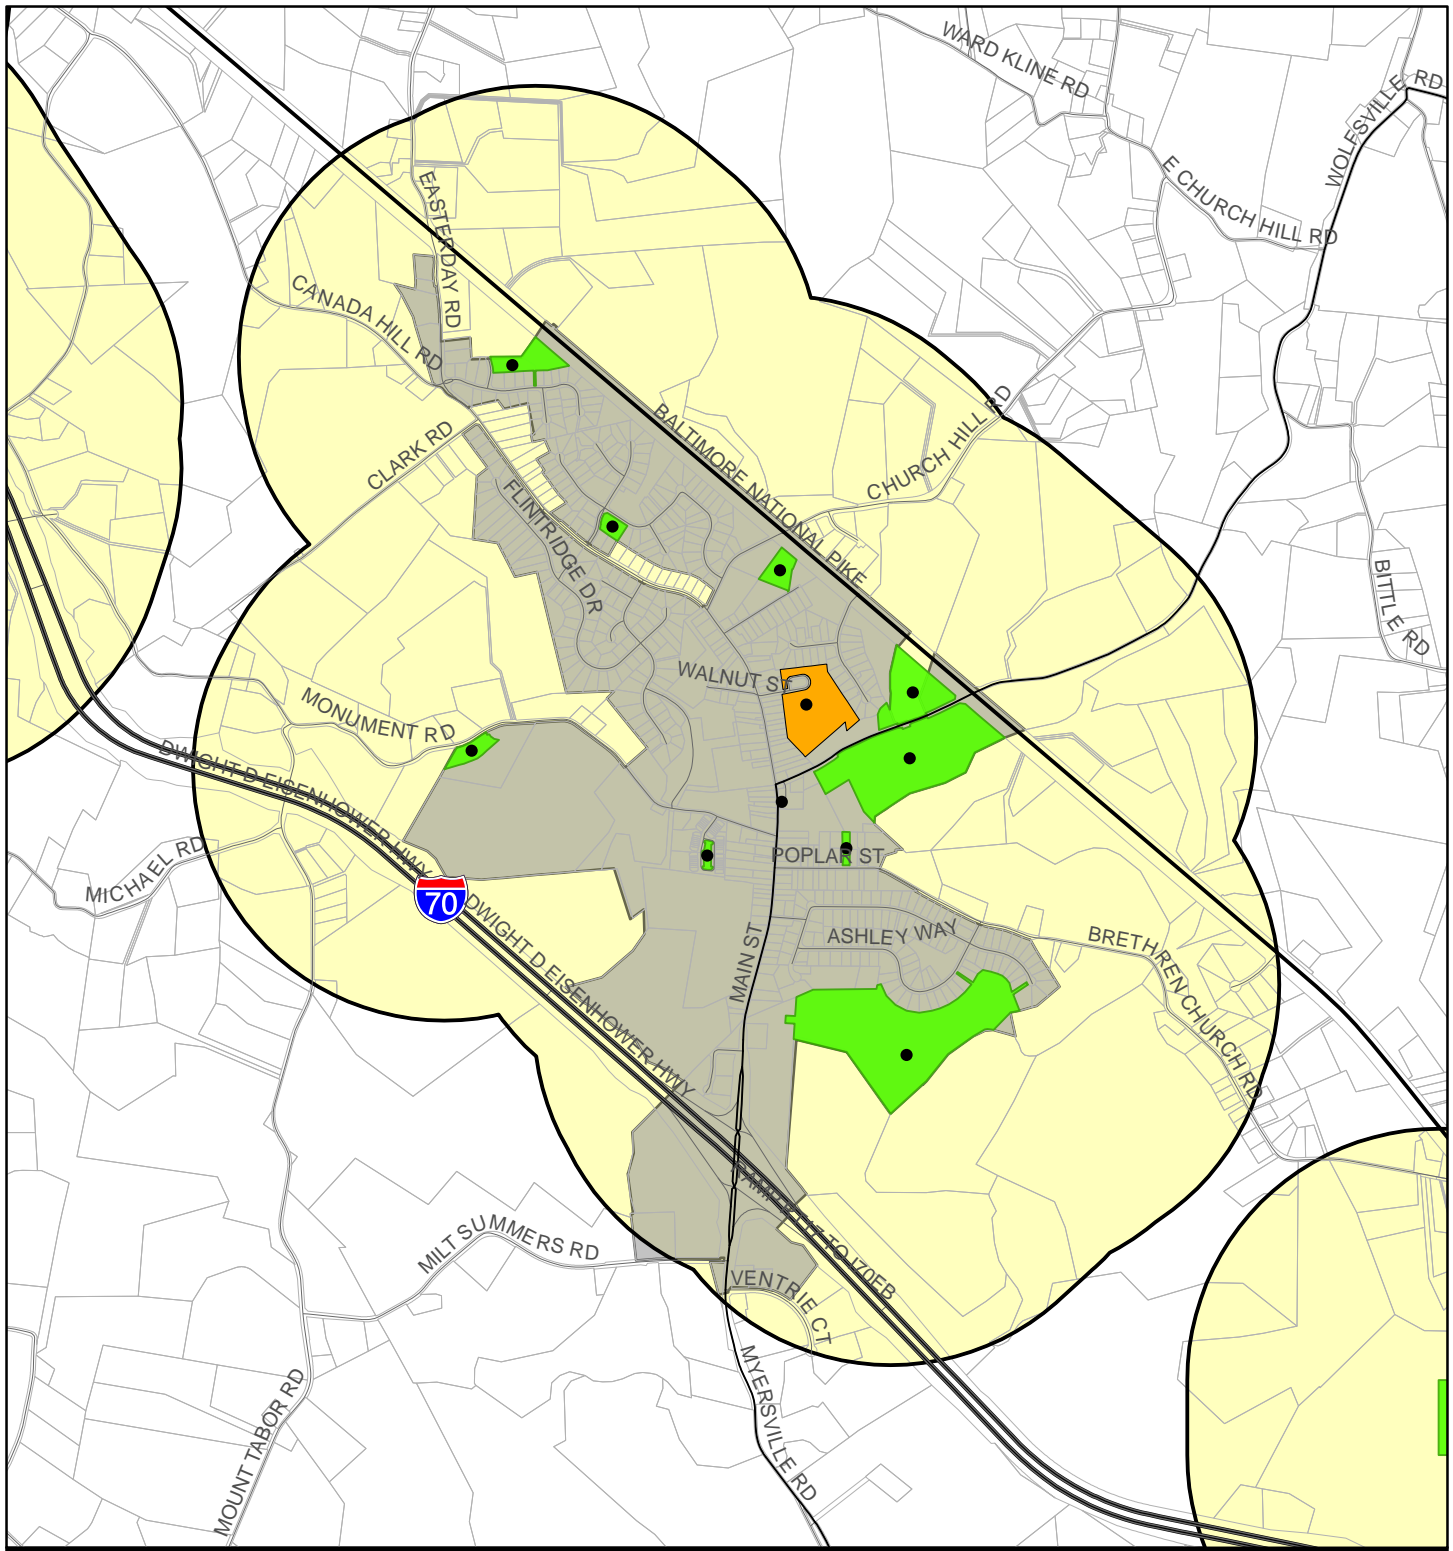 WARD KLINE RD
WOLFSVILLE RD
E CHURCH HILL RD
EASTERDAY RD
CANADA HILL RD
CHURCH HILL RD
BALTIMORE NATIONAL PIKE
CLARK RD
FLINTRIDGE DR
BITTLE RD
WALNUT ST
MONUMENT RD
DWIGHT D EISENHOWER HWY
MICHAEL RD
70
POPLAR ST
DWIGHT D EISENHOWER HWY
ASHLEY WAY
MAIN ST
BRETHREN CHURCH RD
TO I70EB
MILT SUMMERS RD
VENTRIE CT
MYERSVILLE RD
MOUNT TABOR RD